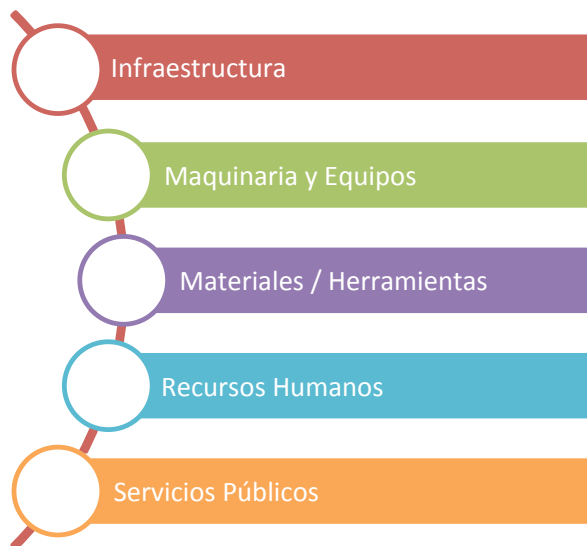 Infraestructura
Maquinaria y Equipos
Materiales / Herramientas
Recursos Humanos
Servicios Públicos